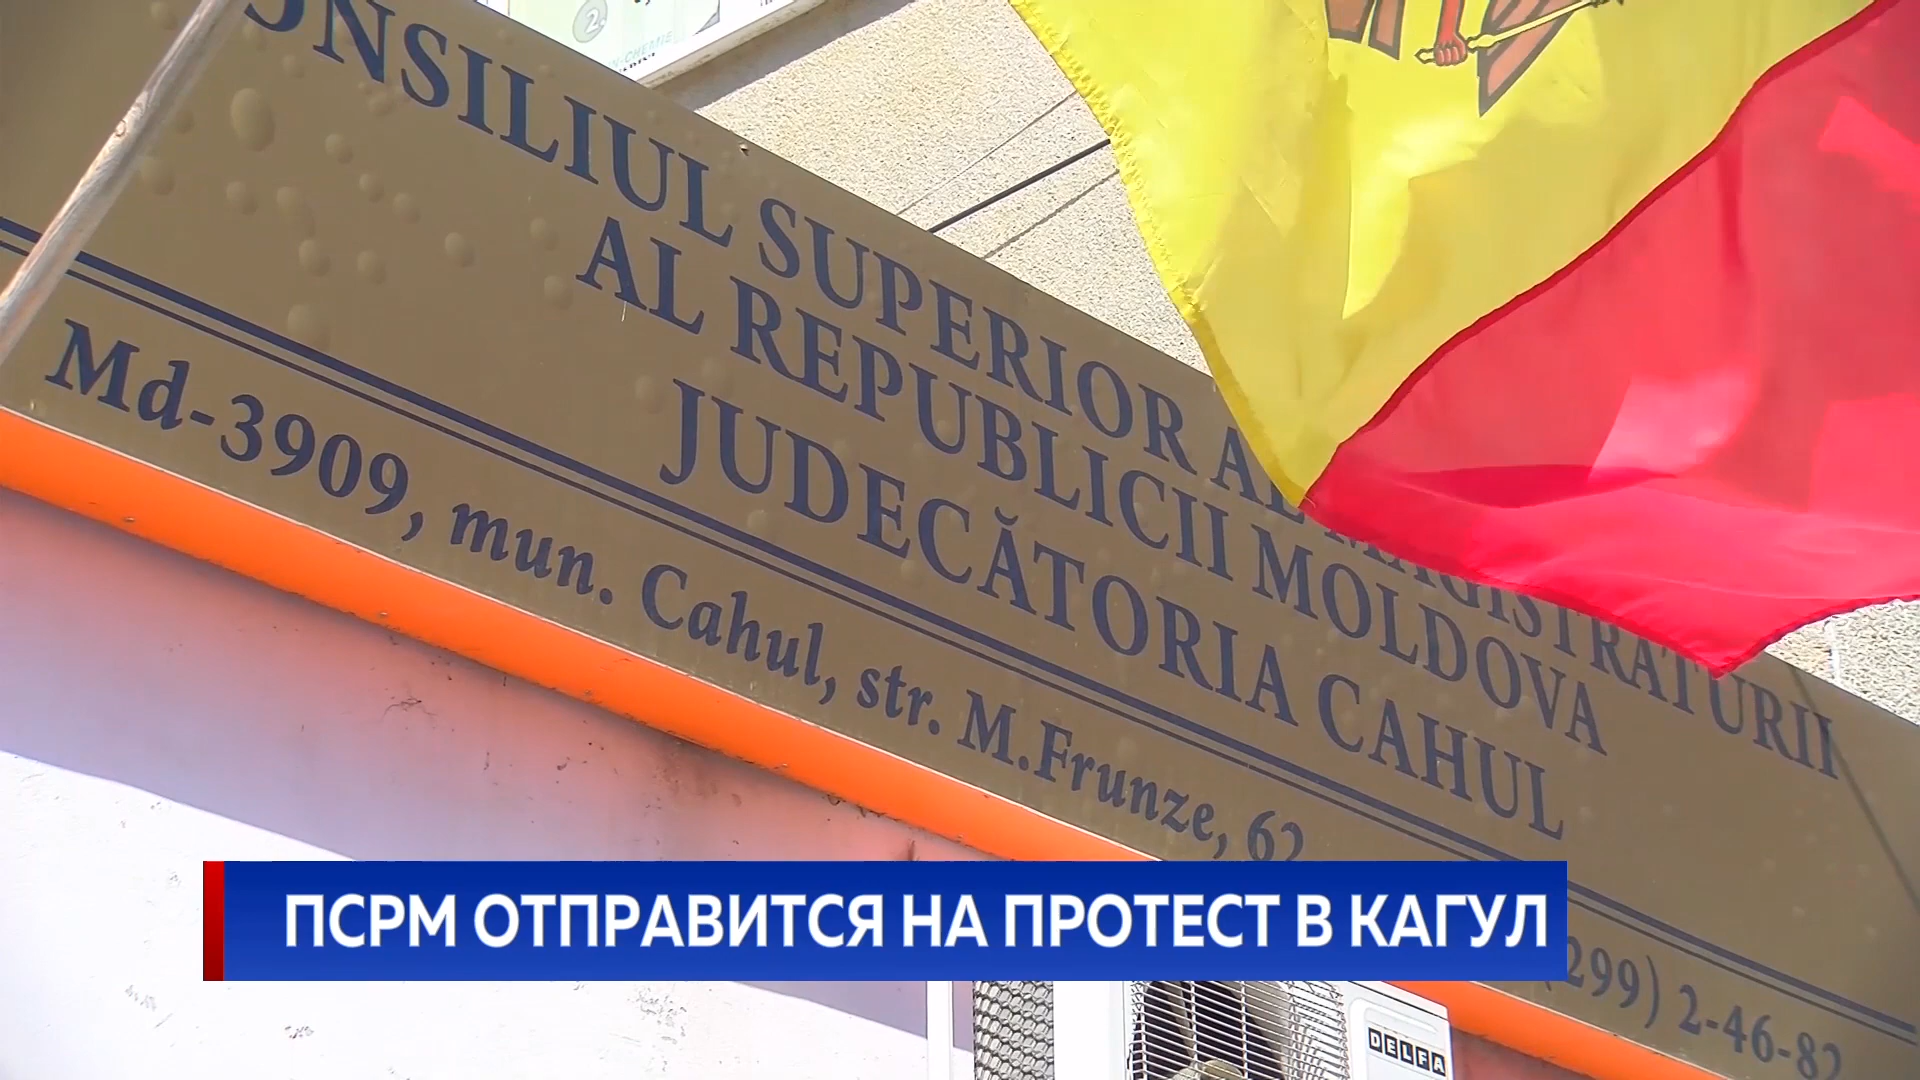 CONSILIUL SUPERIOR AL MAGISTRATURII
AL REPUBLICII MOLDOVA
JUDECĂTORIA CAHUL
Md-3909, mun. Cahul, str. M.Frunze, 62
(299) 2-46-82
ПСРМ ОТПРАВИТСЯ НА ПРОТЕСТ В КАГУЛ
DELFA